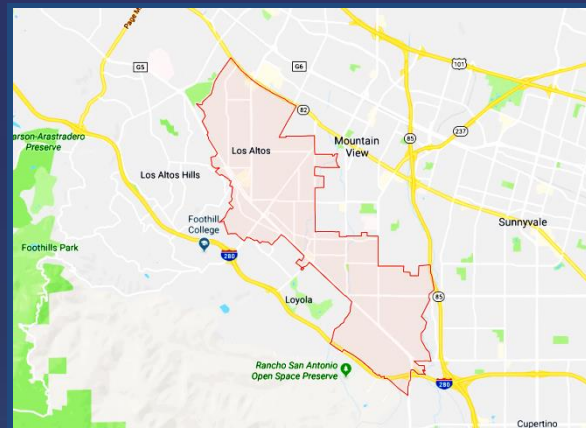 Page M
G5
G6
101
82
85
237
Mountain
View
arson-Arastradero
Preserve
Los Altos
Los Altos Hills
Foothill
College
Sunnyvale
Foothills Park
280
85
Loyola
Rancho San Antonio
Open Space Preserve
280
Cupertino